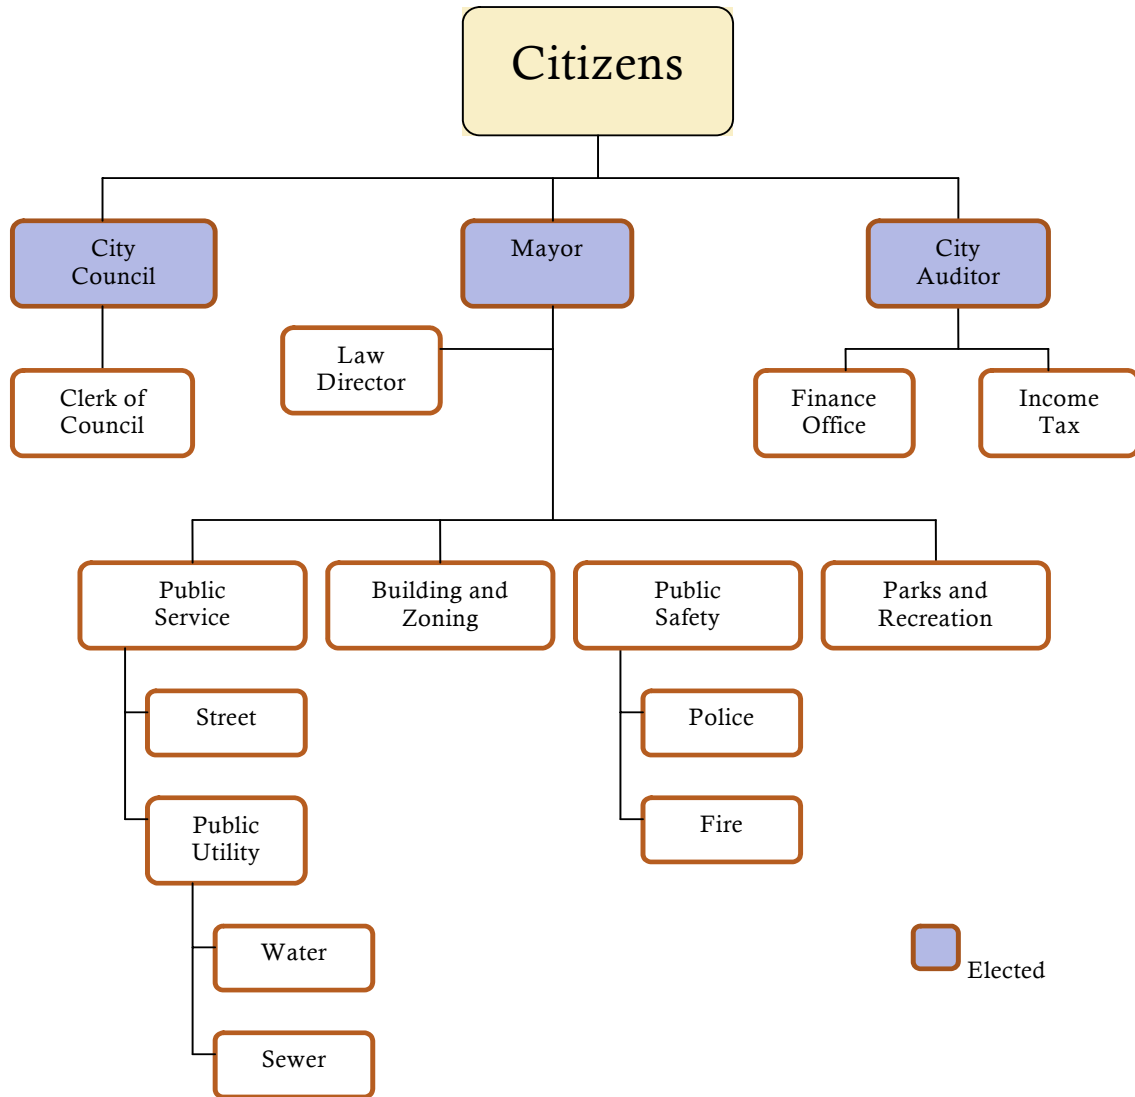 Citizens
City
Council
Mayor
City
Auditor
Law
Director
Clerk of
Council
Finance
Office
Income
Tax
Public
Service
Building and
Zoning
Public
Safety
Parks and
Recreation
Street
Police
Public
Utility
Fire
Water
Elected
Sewer